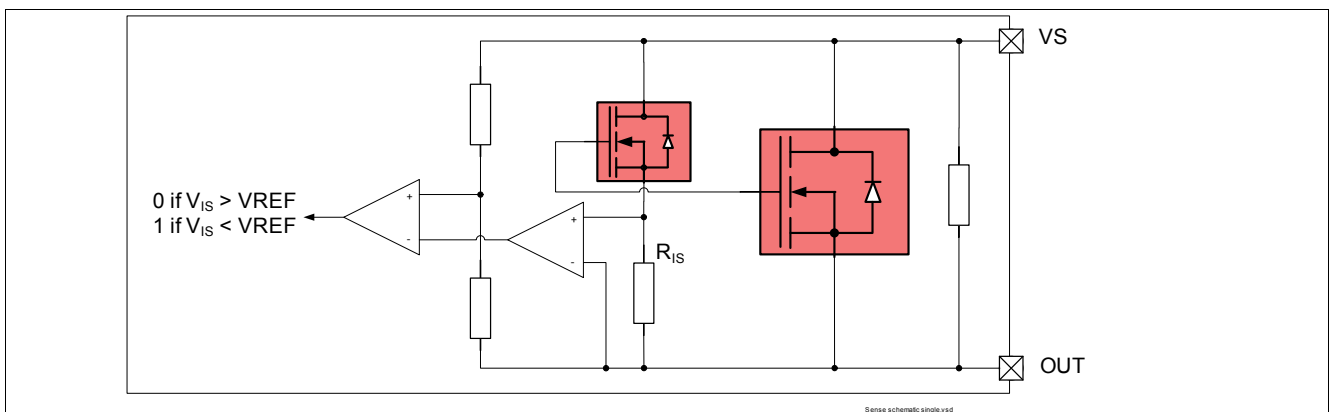 VS
0 if VIS > VREF
1 if VIS < VREF
+
-
+
-
RIS
OUT
Sense schematic single.vsd